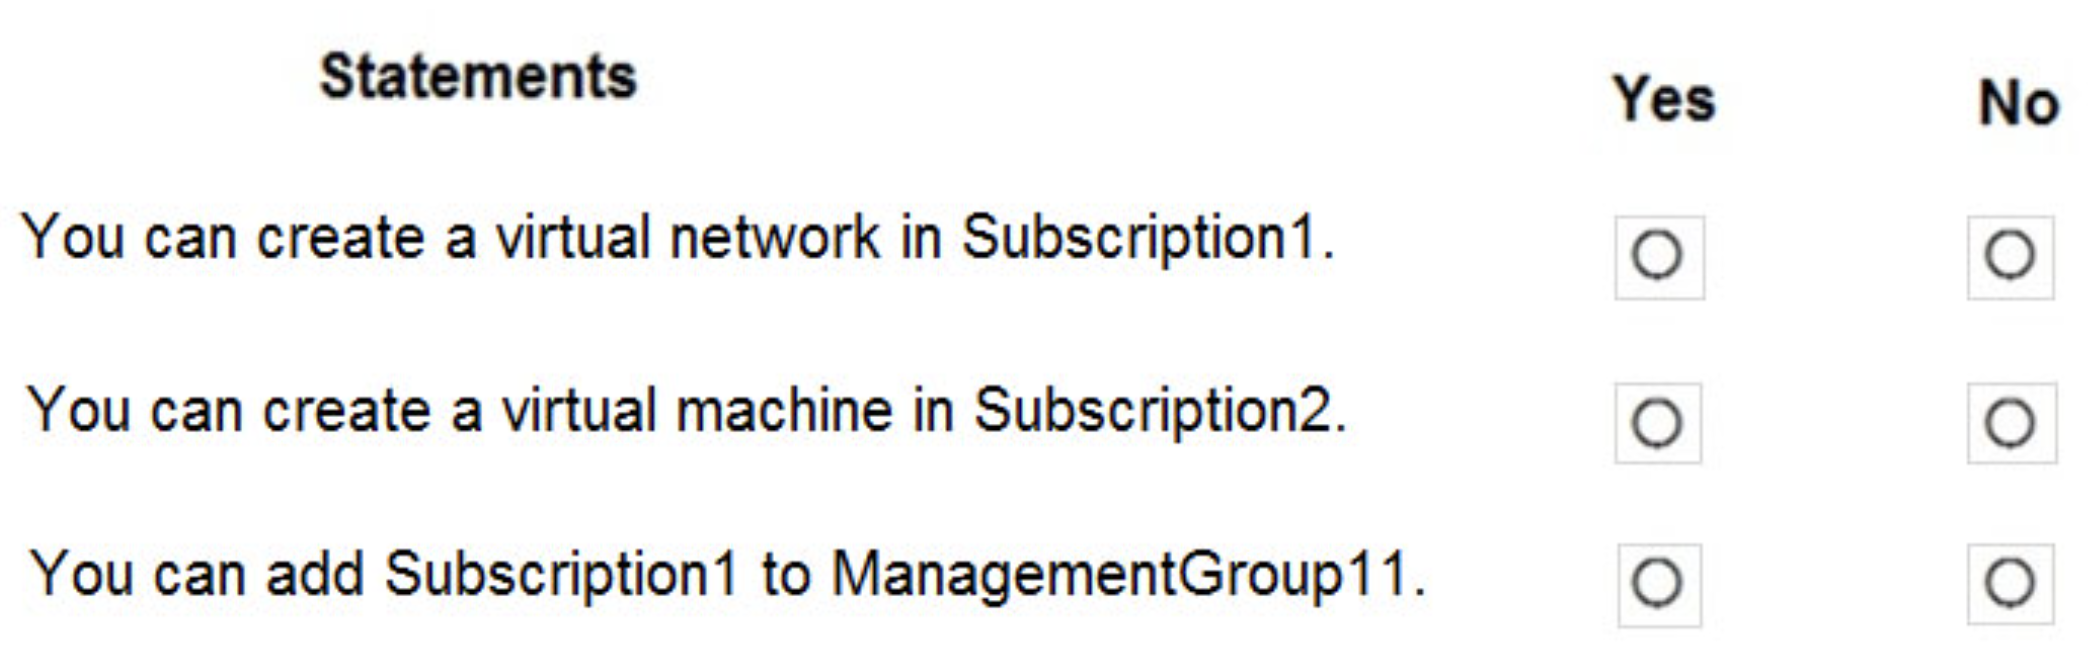 Statements Yes No
You can create a virtual network in Subscription1.
You can create a virtual machine in Subscription2.
You can add Subscription1 to ManagementGroup11.